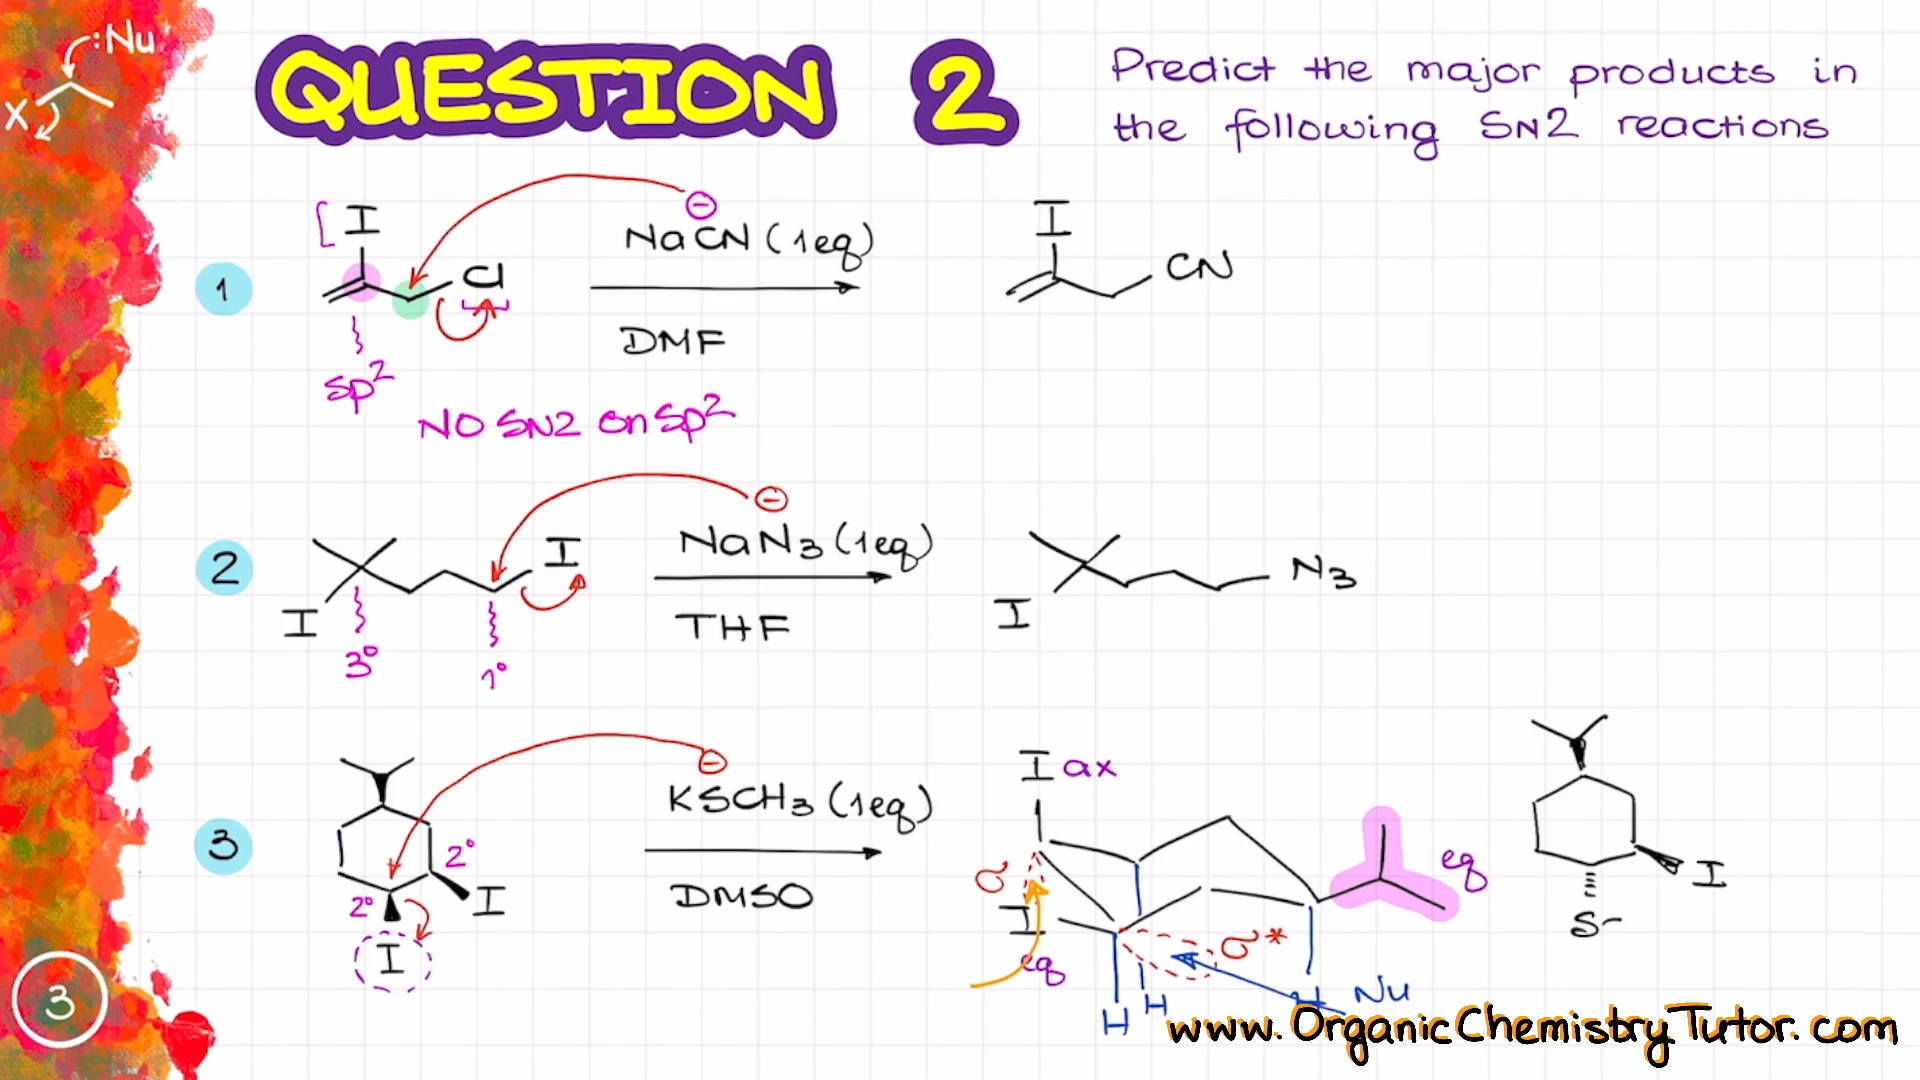 :Nu
X
QUESTION 2
Predict the major products in
the following SN2 reactions
1
I
Cl
sp²
NO SN2 on sp²
⊖
NaCN (1eq)
DMF
I
CN
2
I
I
3°
1°
⊖
NaN3 (1eq)
THF
I
N3
3
2°
2°
I
I
⊖
KSCH3 (1eq)
DMSO
I ax
σ
I
eq
σ*
eq
H
H
H
Nu
I
S
3
www.OrganicChemistryTutor.com